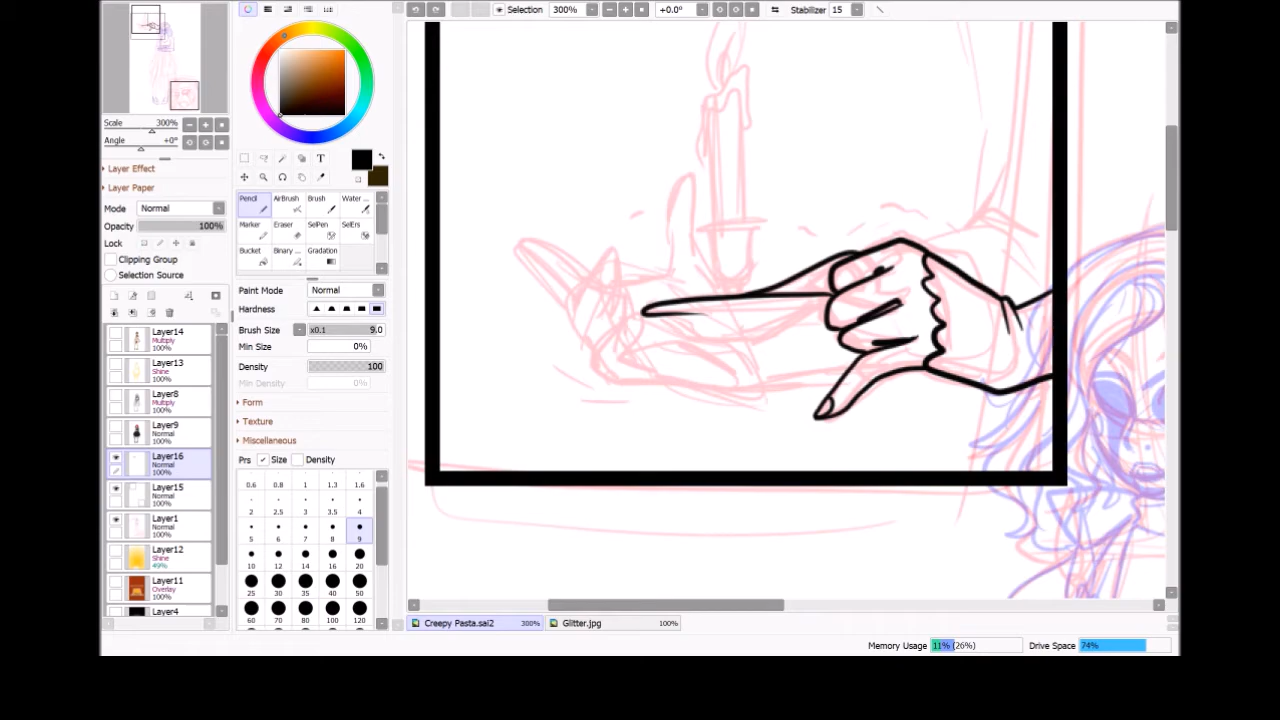 Selection 300% +0.0° Stabilizer 15
Scale 300%
Angle +0°
Layer Effect
Layer Paper
Mode Normal
Opacity 100%
Lock
Clipping Group
Selection Source
Layer14
Multiply
100%
Layer13
Shine
100%
Layer8
Multiply
100%
Layer9
Normal
100%
Layer16
Normal
100%
Layer15
Normal
100%
Layer1
Normal
100%
Layer12
Shine
49%
Layer11
Overlay
100%
Layer4
T
Pencil AirBrush Brush Water ...
Marker Eraser SelPen SelErs
Bucket Binary ... Gradation
Paint Mode Normal
Hardness
Brush Size x0.1 9.0
Min Size 0%
Density 100
Min Density 0%
Form
Texture
Miscellaneous
Prs Size Density
0.6 0.8 1 1.3 1.6
2 2.5 3 3.5 4
5 6 7 8 9
10 12 14 16 20
25 30 35 40 50
60 70 80 100 120
Creepy Pasta.sai2 300% Glitter.jpg 100%
Memory Usage 11% (26%) Drive Space 74%